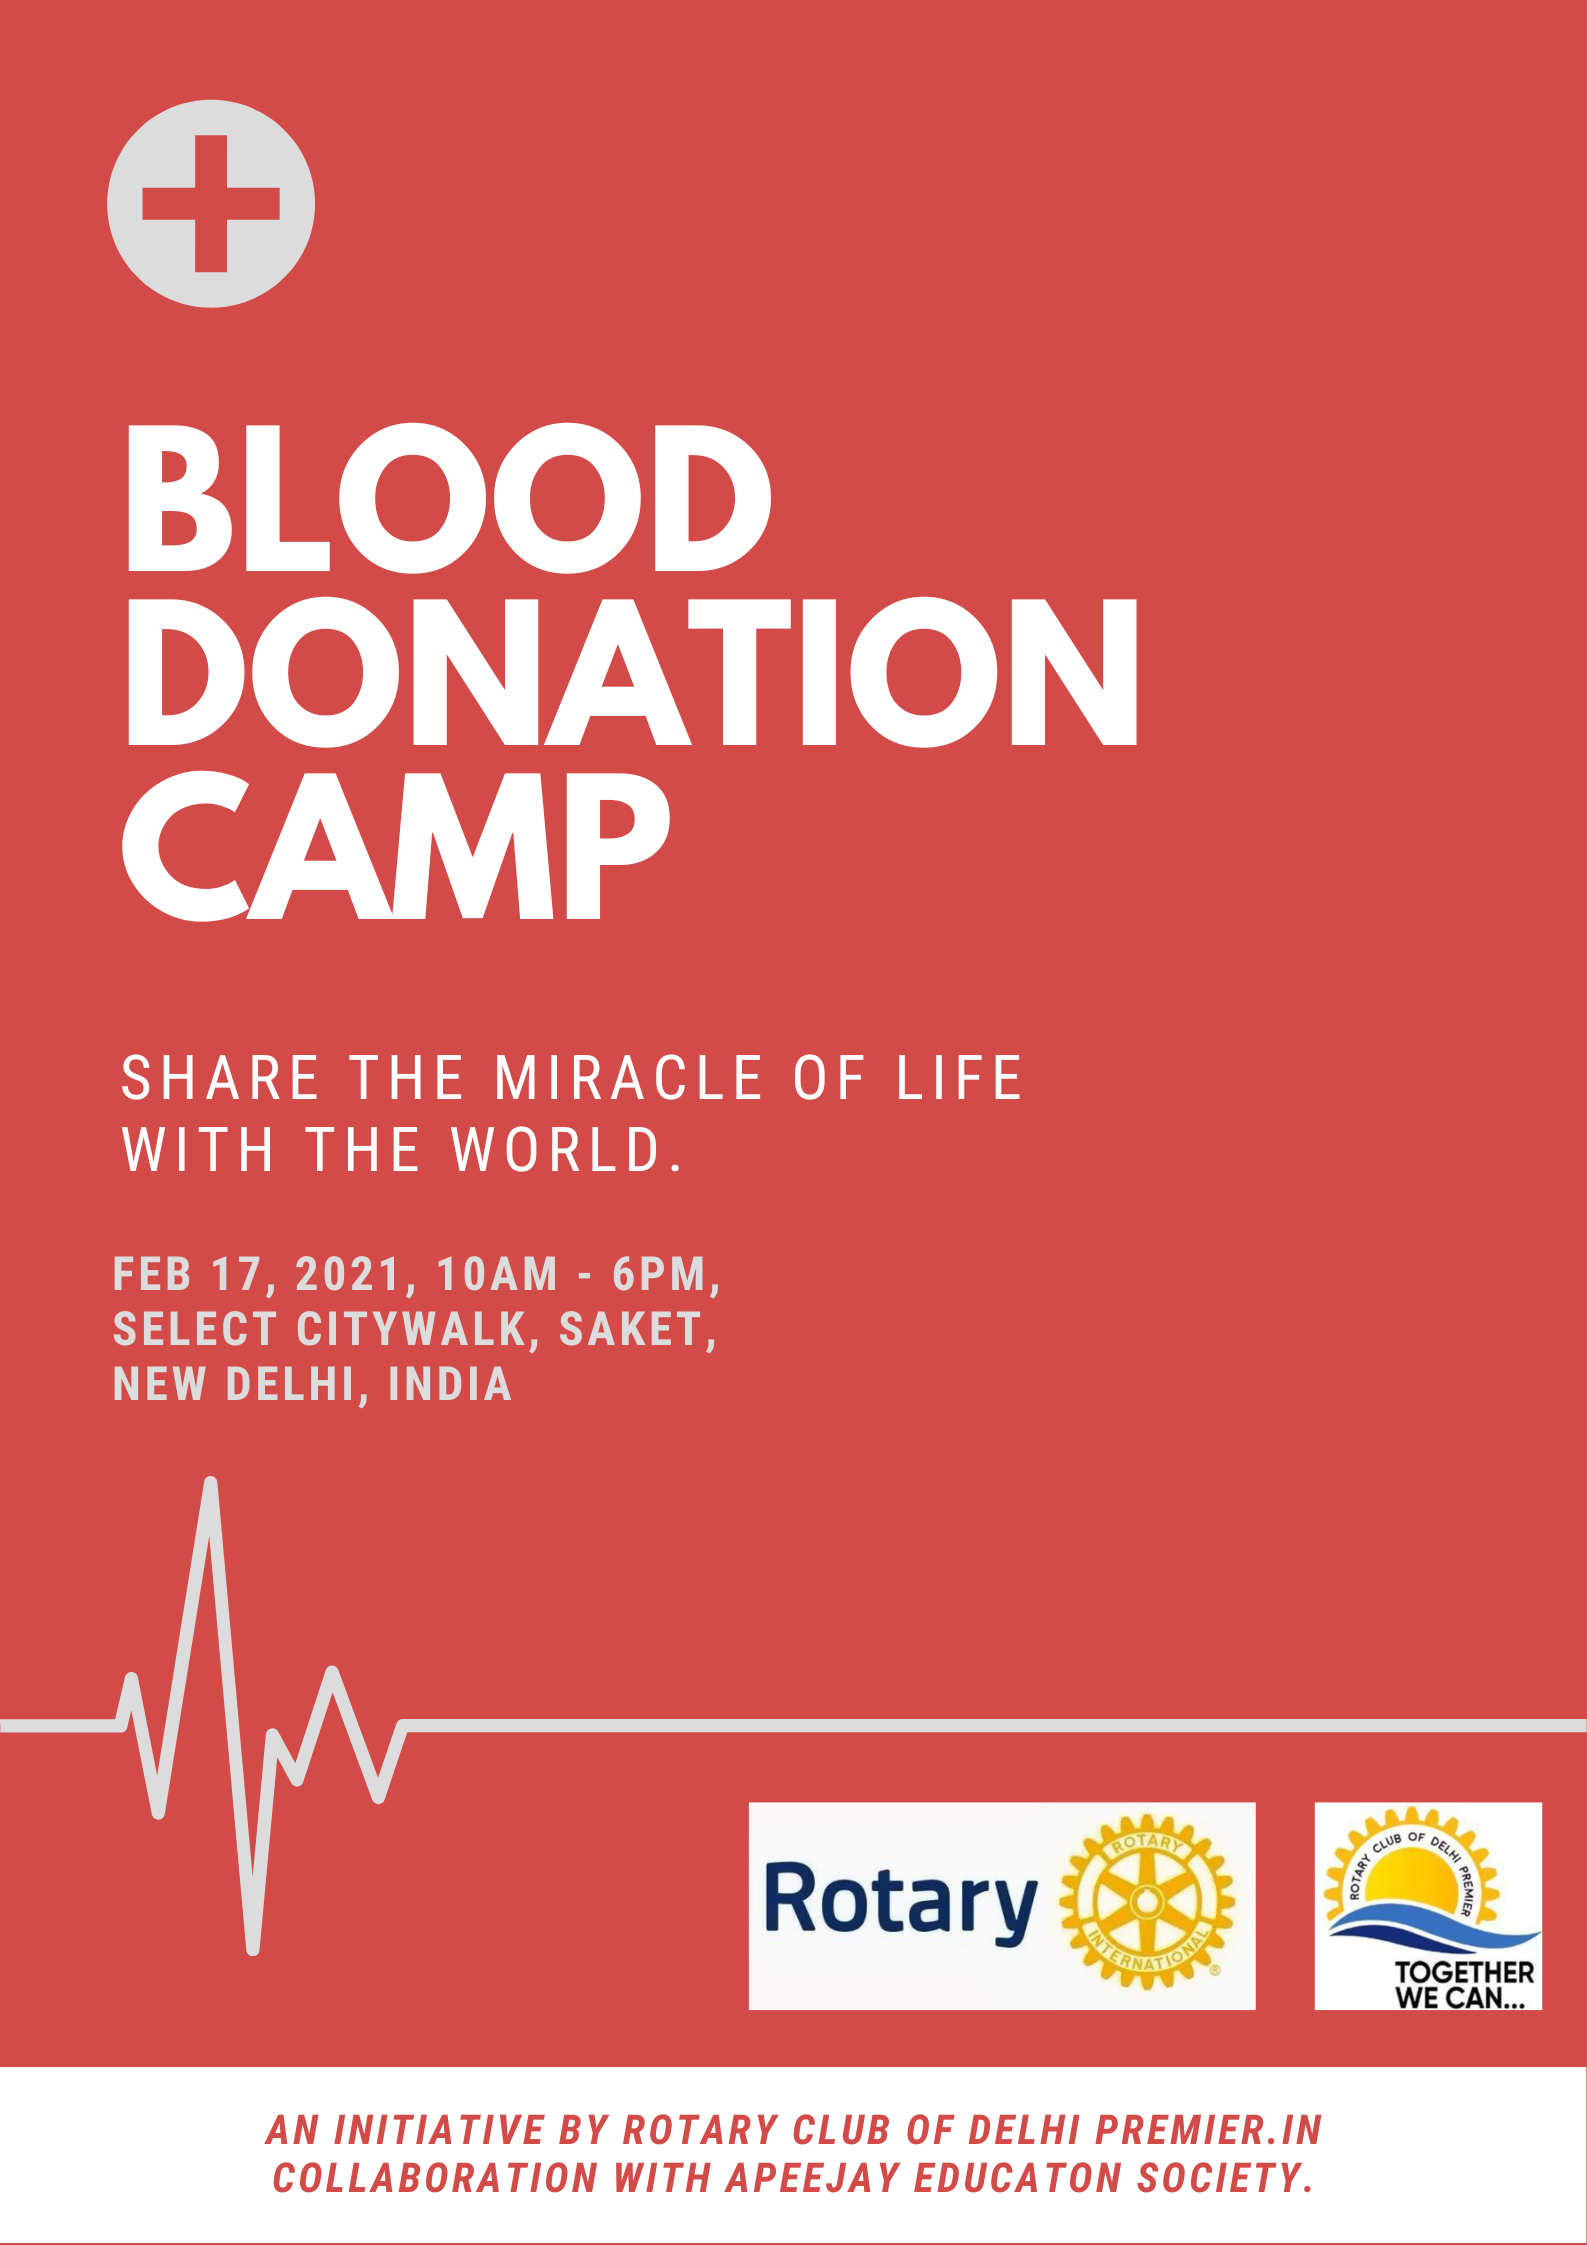 BLOOD
DONATION
CAMP
SHARE THE MIRACLE OF LIFE
WITH THE WORLD.
FEB 17, 2021, 10AM - 6PM,
SELECT CITYWALK, SAKET,
NEW DELHI, INDIA
Rotary
ROTARY
INTERNATIONAL
®
ROTARY CLUB OF DELHI PREMIER
TOGETHER
WE CAN...
AN INITIATIVE BY ROTARY CLUB OF DELHI PREMIER.IN
COLLABORATION WITH APEEJAY EDUCATON SOCIETY.